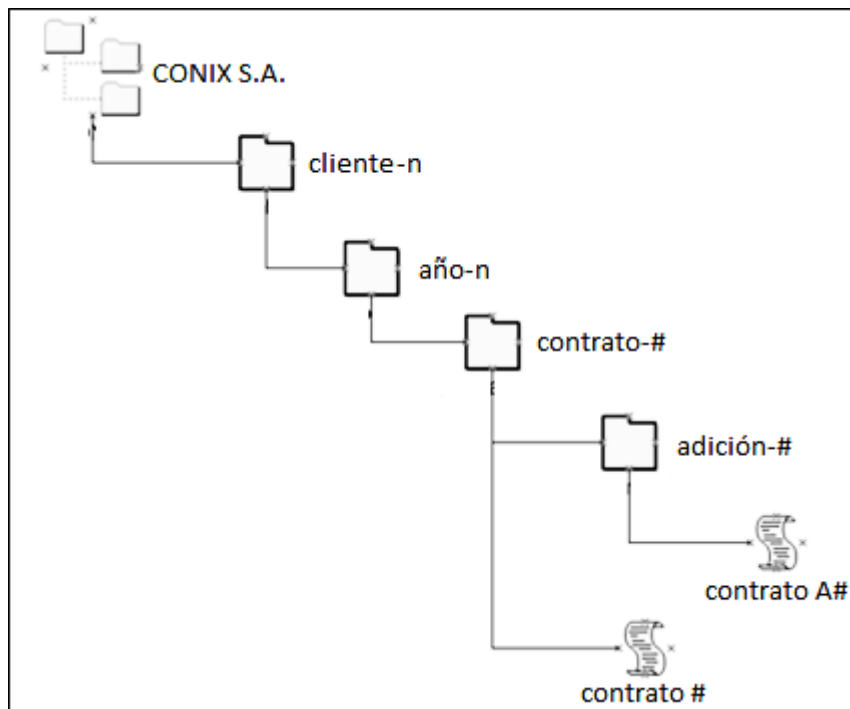 CONIX S.A.
cliente-n
año-n
contrato-#
adición-#
contrato A#
contrato #